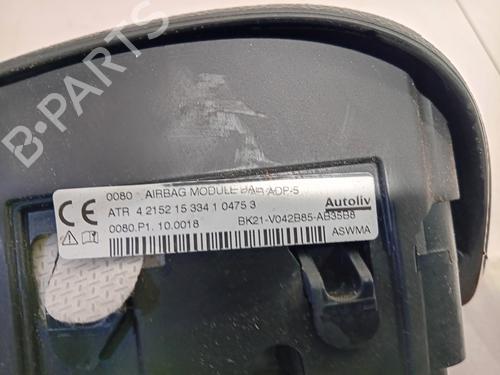 B-PARTS
0080 - AIRBAG MODULE DAB ADP-5
ATR 4 2152 15 334 1 0475 3
Autoliv
0080.P1. 10.0018 BK21-V042B85-AB35B8
ASWMA
CE